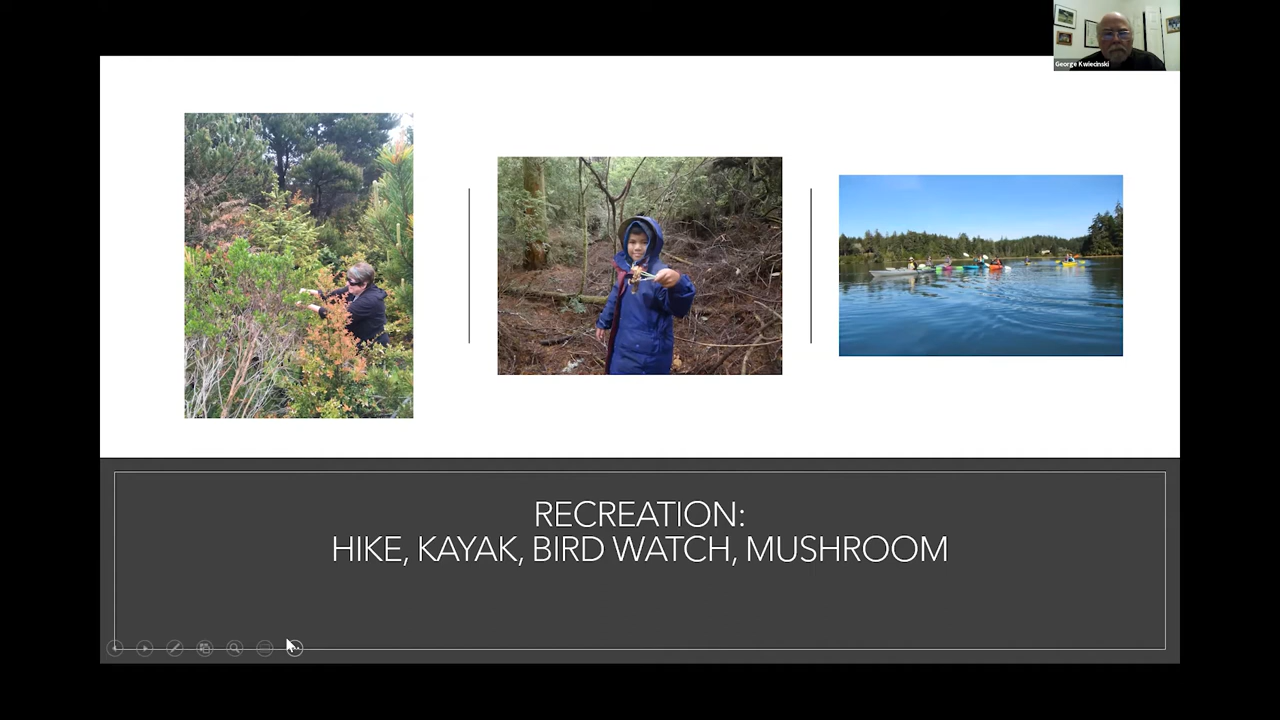 George Kwiecinski
RECREATION:
HIKE, KAYAK, BIRD WATCH, MUSHROOM